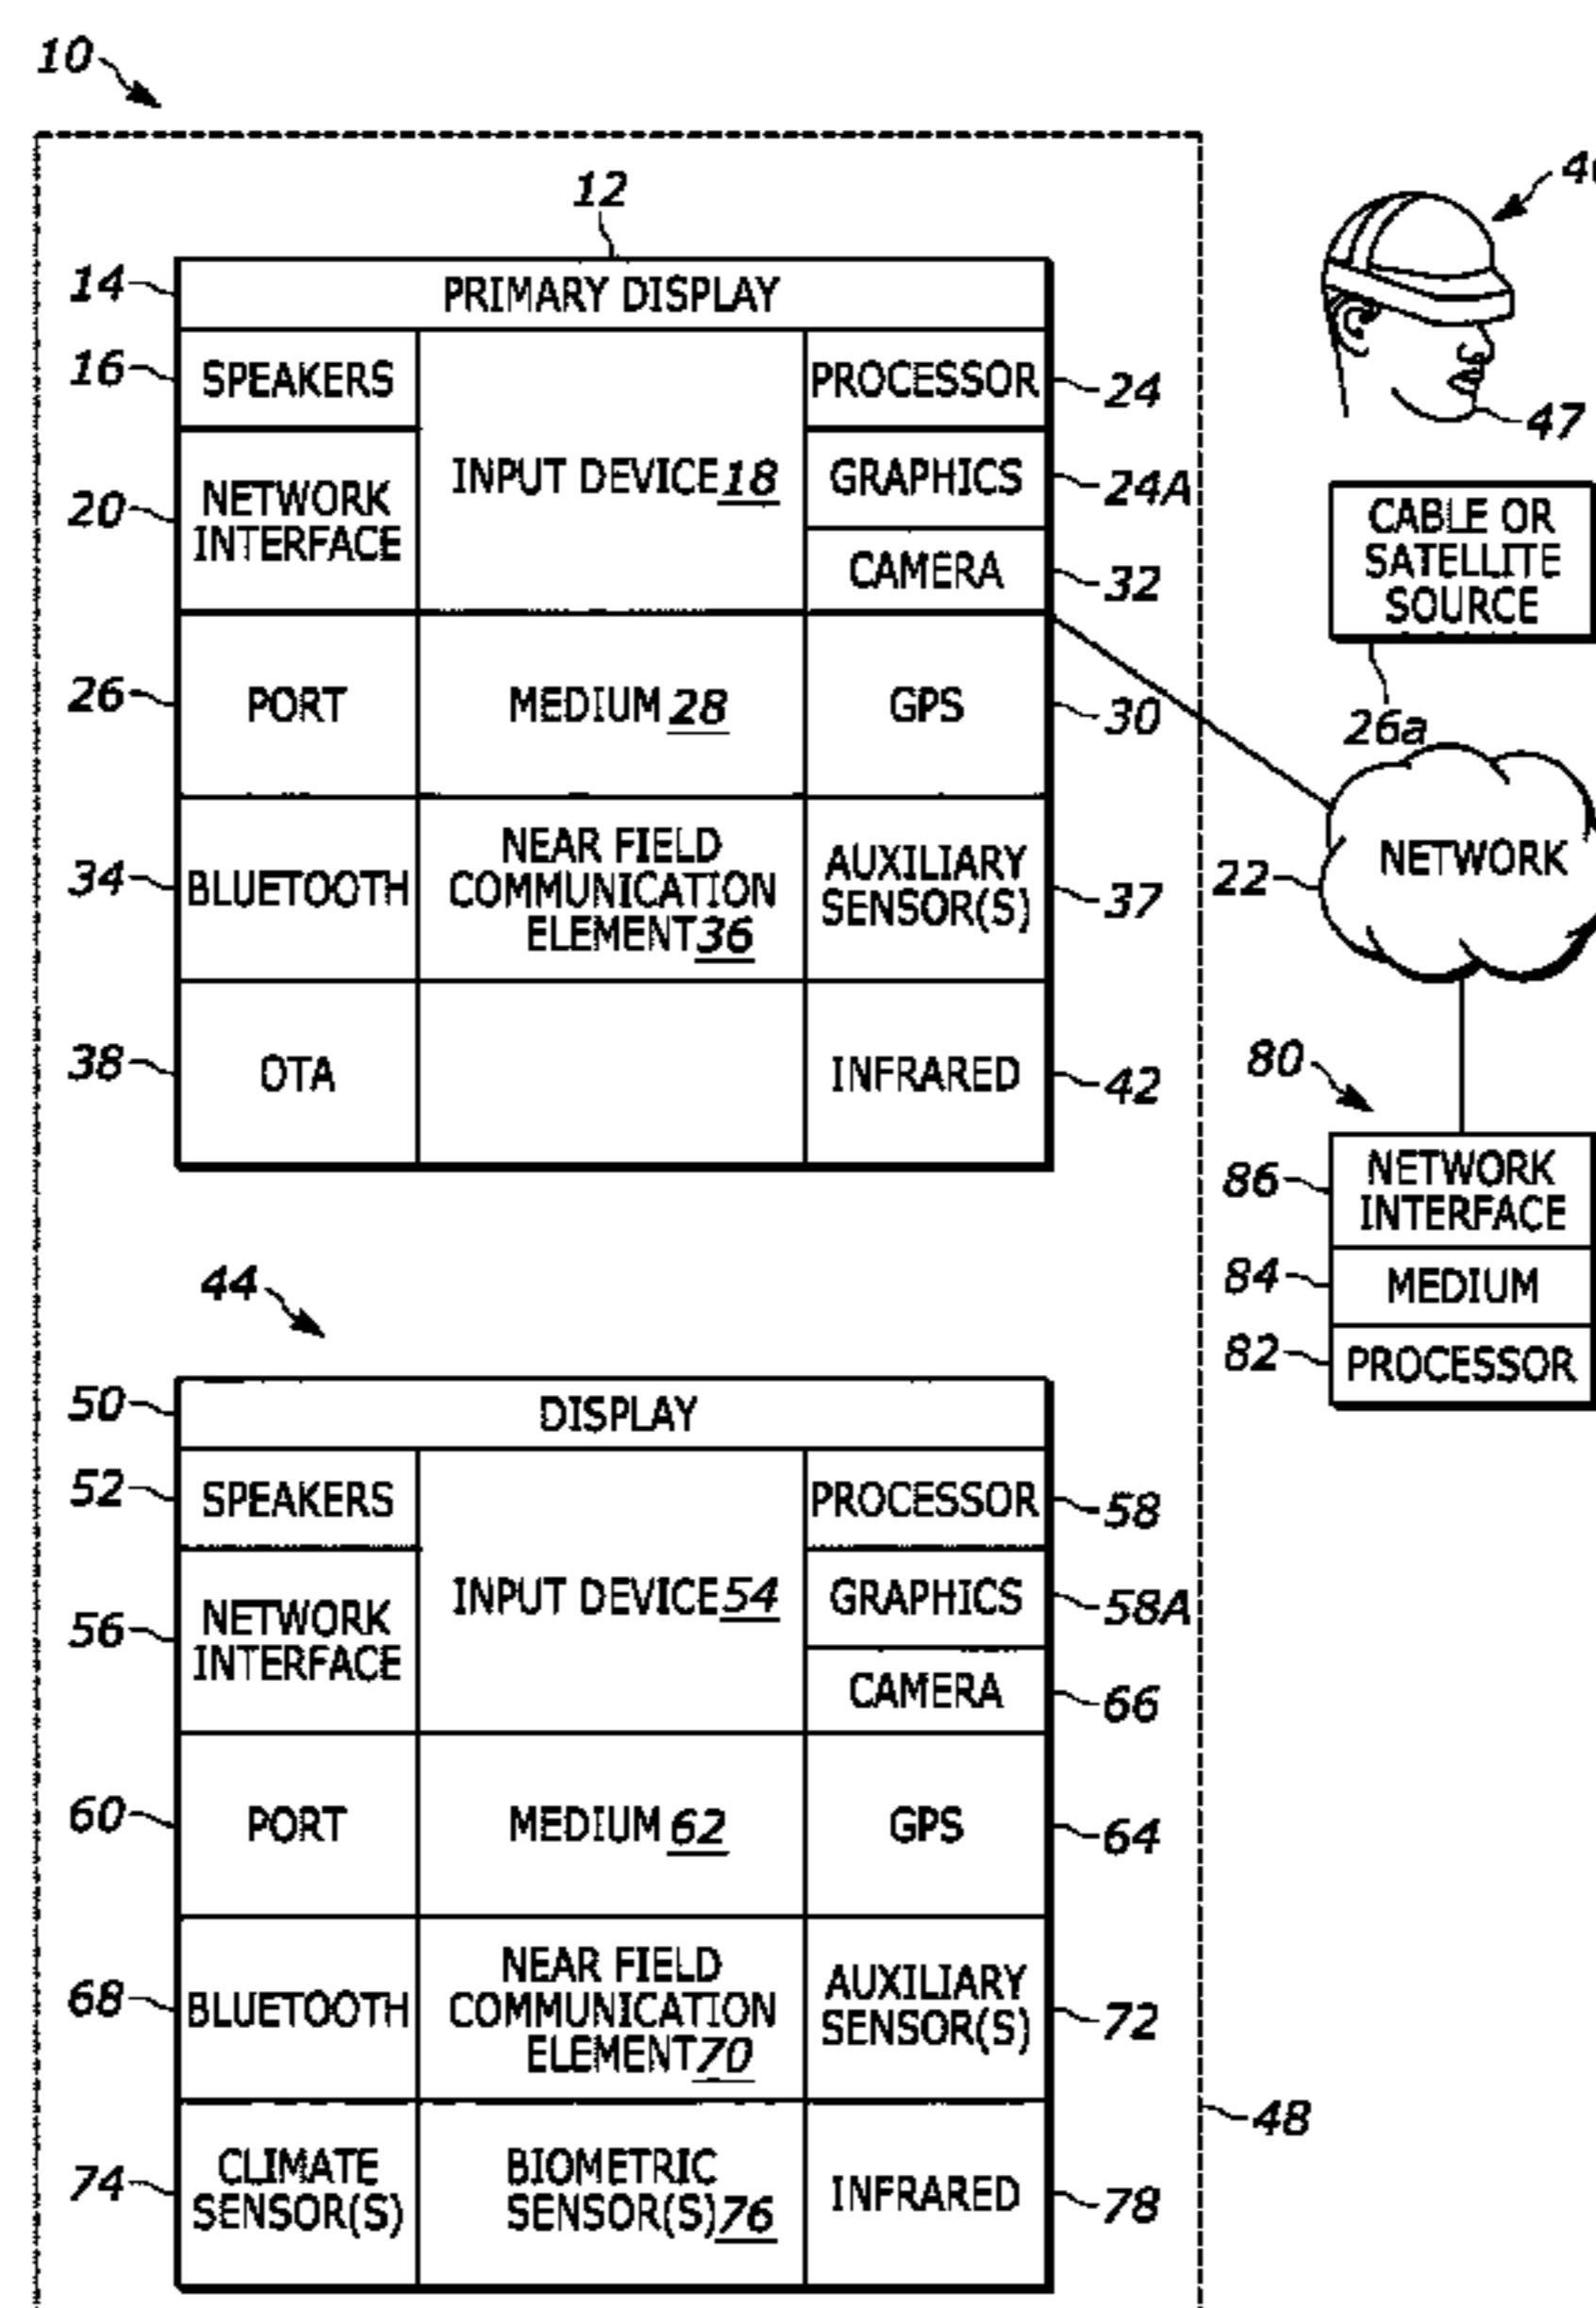 10
12
14
PRIMARY DISPLAY
16
SPEAKERS
PROCESSOR
24
20
NETWORK
INTERFACE
INPUT DEVICE 18
GRAPHICS
24A
CAMERA
32
26
PORT
MEDIUM 28
GPS
30
34
BLUETOOTH
NEAR FIELD
COMMUNICATION
ELEMENT 36
AUXILIARY
SENSOR(S)
37
38
OTA
INFRARED
42
44
50
DISPLAY
52
SPEAKERS
PROCESSOR
58
56
NETWORK
INTERFACE
INPUT DEVICE 54
GRAPHICS
58A
CAMERA
66
60
PORT
MEDIUM 62
GPS
64
68
BLUETOOTH
NEAR FIELD
COMMUNICATION
ELEMENT 70
AUXILIARY
SENSOR(S)
72
74
CLIMATE
SENSOR(S)
BIOMETRIC
SENSOR(S) 76
INFRARED
78
48
47
CABLE OR
SATELLITE
SOURCE
26a
22
NETWORK
80
86
NETWORK
INTERFACE
84
MEDIUM
82
PROCESSOR